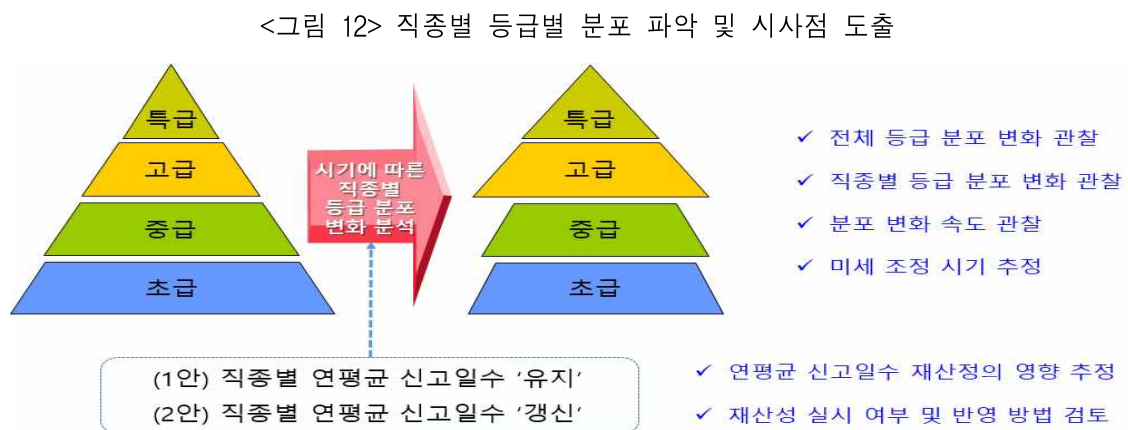 <그림 12> 직종별 등급별 분포 파악 및 시사점 도출
특급
고급
중급
초급
시기에 따른
직종별
등급 분포
변화 분석
특급
고급
중급
초급
✓ 전체 등급 분포 변화 관찰
✓ 직종별 등급 분포 변화 관찰
✓ 분포 변화 속도 관찰
✓ 미세 조정 시기 추정
(1안) 직종별 연평균 신고일수 ‘유지’
(2안) 직종별 연평균 신고일수 ‘갱신’
✓ 연평균 신고일수 재산정의 영향 추정
✓ 재산성 실시 여부 및 반영 방법 검토